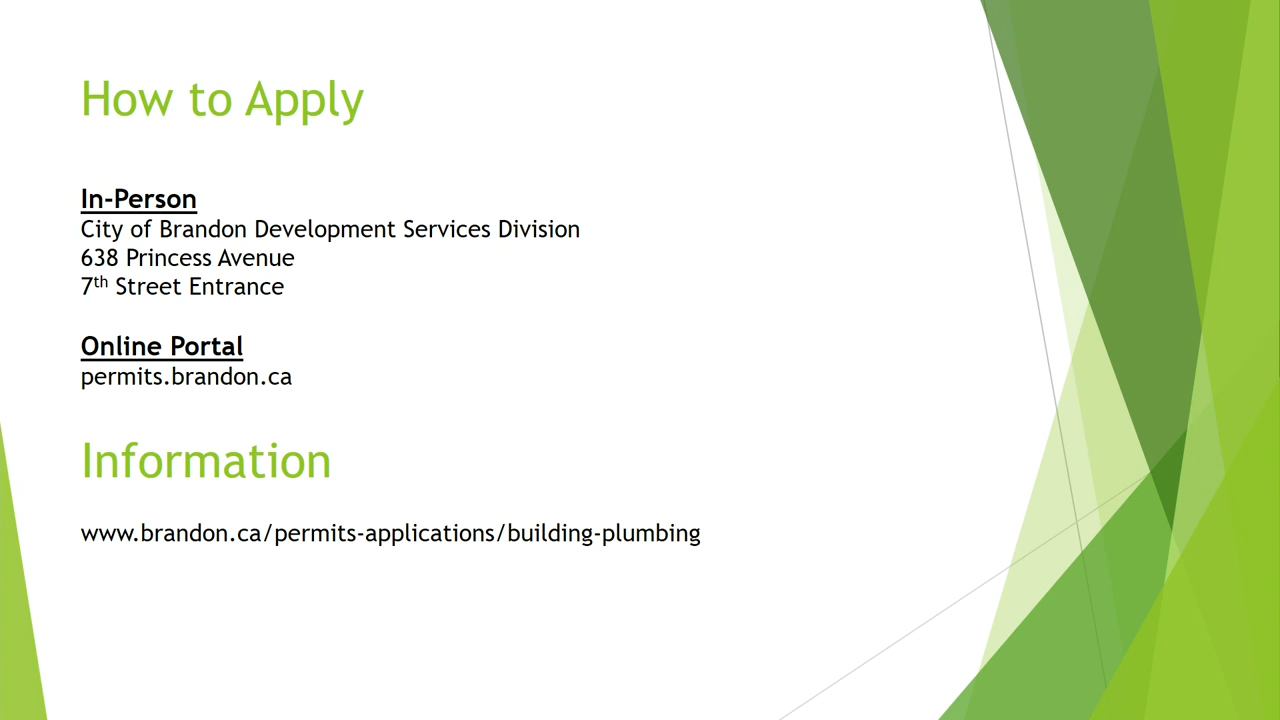 How to Apply
In-Person
City of Brandon Development Services Division
638 Princess Avenue
7th Street Entrance
Online Portal
permits.brandon.ca
Information
www.brandon.ca/permits-applications/building-plumbing